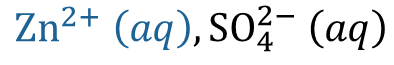 Zn²⁺ (aq), SO₄²⁻ (aq)